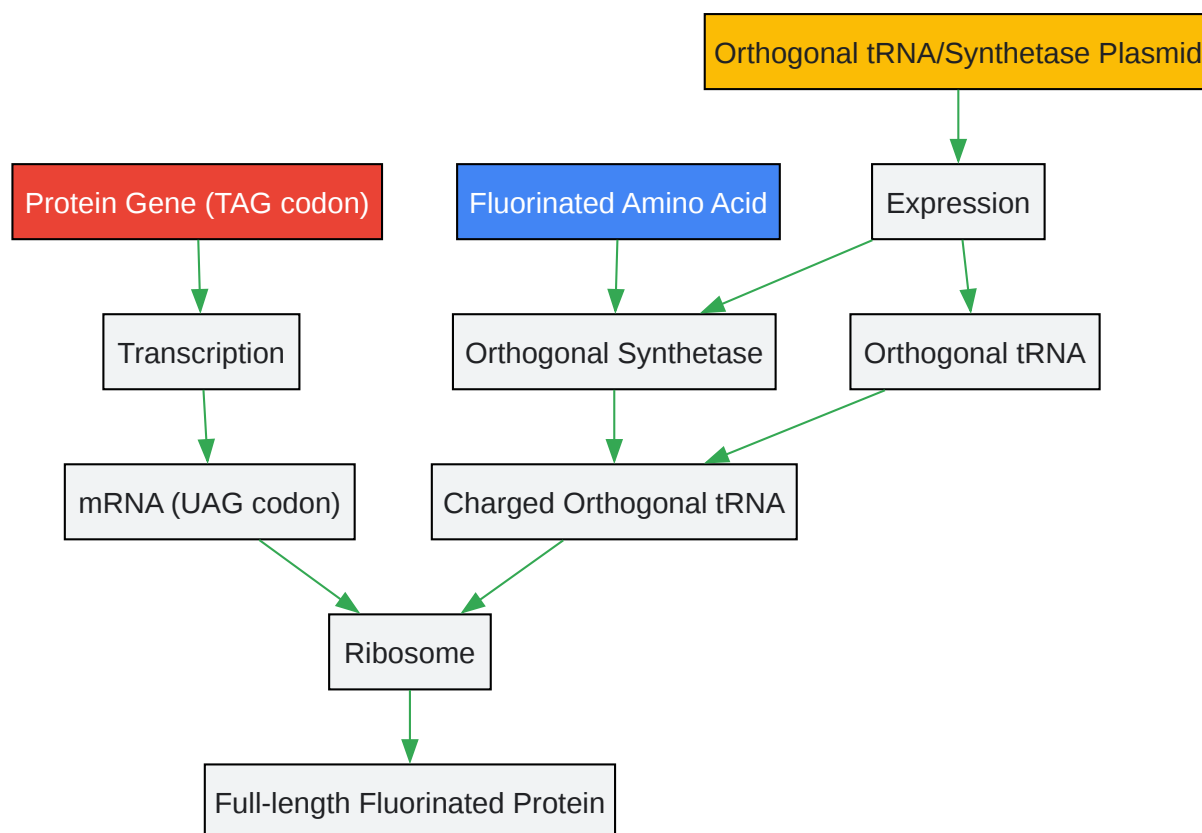 Orthogonal tRNA/Synthetase Plasmid
Protein Gene (TAG codon)
Fluorinated Amino Acid
Expression
Transcription
Orthogonal Synthetase
Orthogonal tRNA
mRNA (UAG codon)
Charged Orthogonal tRNA
Ribosome
Full-length Fluorinated Protein